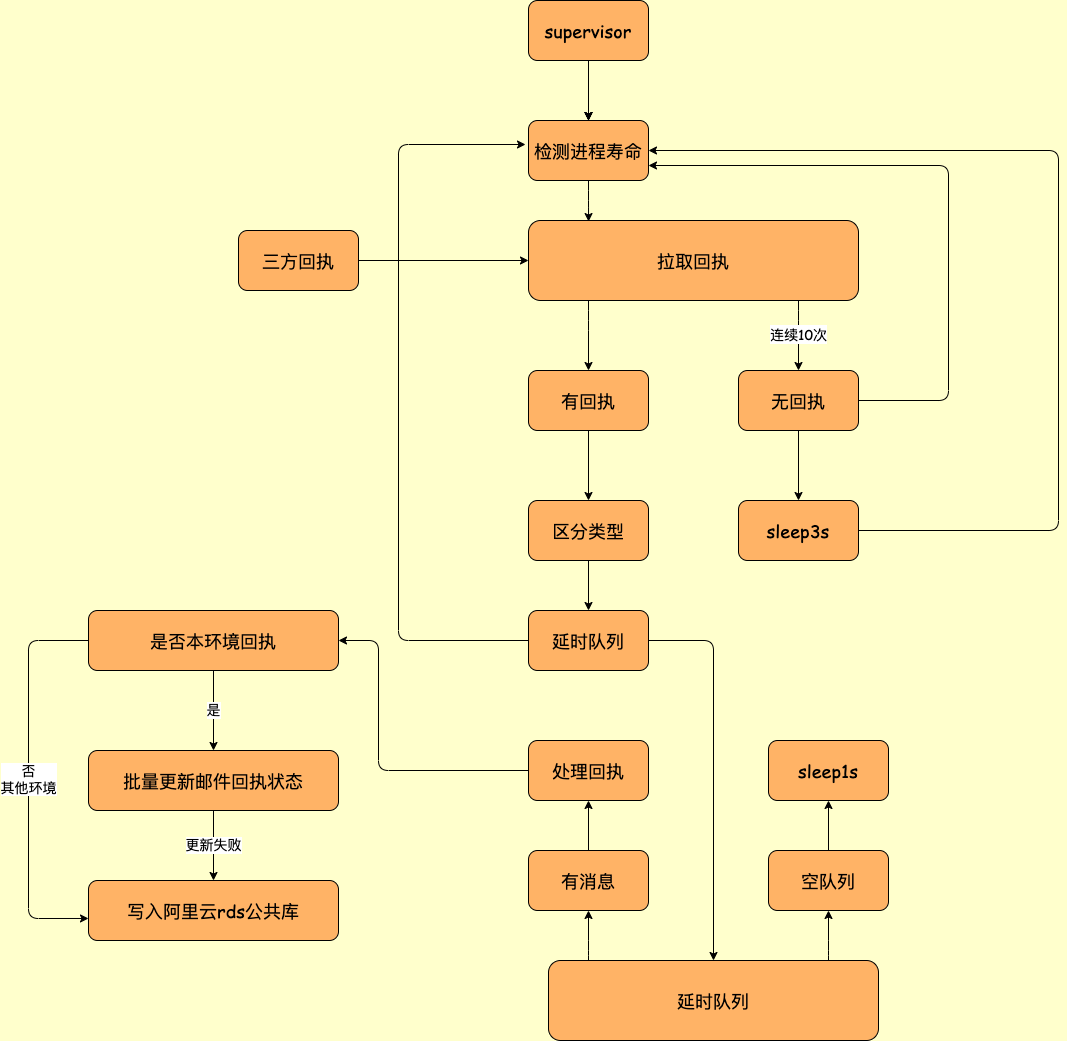 supervisor
检测进程寿命
三方回执
拉取回执
连续10次
有回执
无回执
区分类型
sleep3s
是否本环境回执
延时队列
是
处理回执
sleep1s
否
其他环境
批量更新邮件回执状态
更新失败
有消息
空队列
写入阿里云rds公共库
延时队列